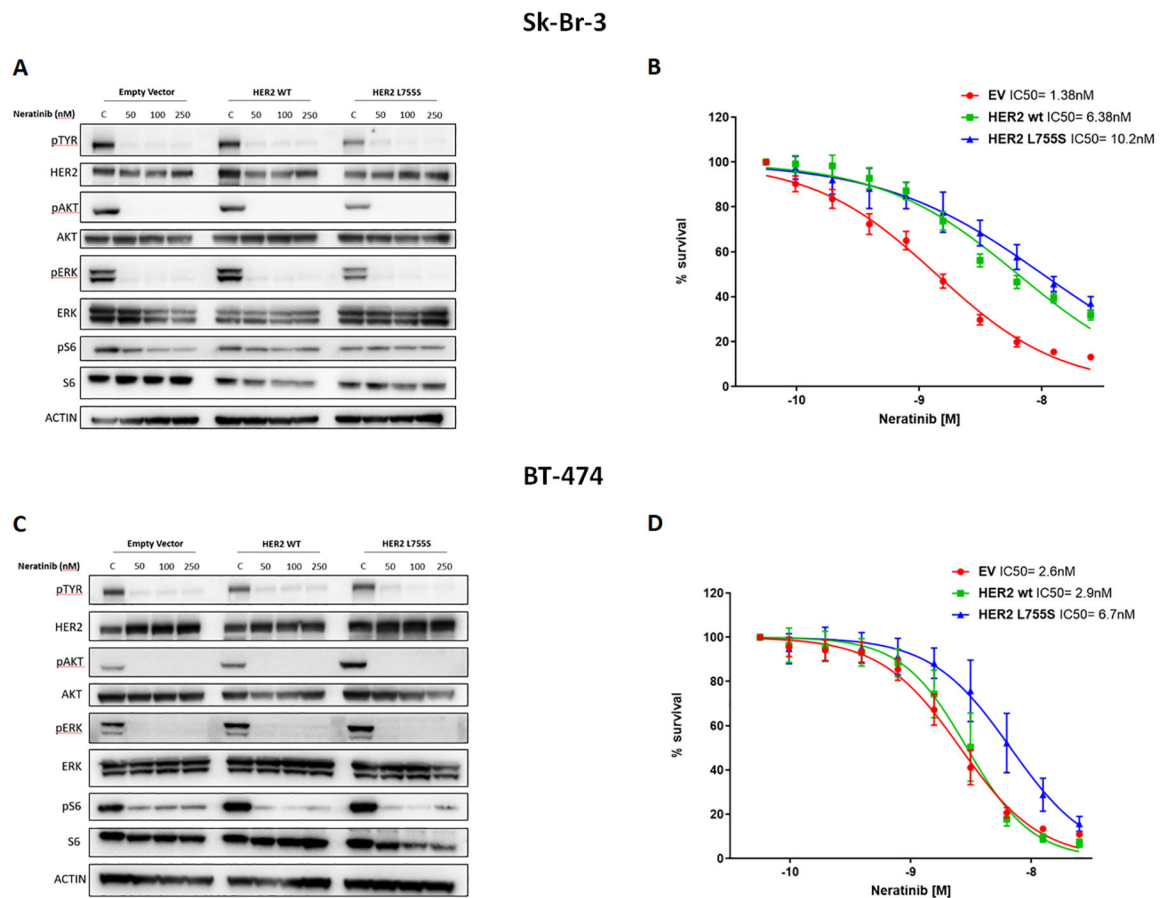 Sk-Br-3
A
Empty Vector HER2 WT HER2 L755S
Neratinib (nM) C 50 100 250 C 50 100 250 C 50 100 250
pTYR
HER2
pAKT
AKT
pERK
ERK
pS6
S6
ACTIN
B
EV IC50= 1.38nM
HER2 wt IC50= 6.38nM
HER2 L755S IC50= 10.2nM
120
100
80
60
40
20
0
% survival
-10 -9 -8
Neratinib [M]
BT-474
C
Empty Vector HER2 WT HER2 L755S
Neratinib (nM) C 50 100 250 C 50 100 250 C 50 100 250
pTYR
HER2
pAKT
AKT
pERK
ERK
pS6
S6
ACTIN
D
EV IC50= 2.6nM
HER2 wt IC50= 2.9nM
HER2 L755S IC50= 6.7nM
120
100
80
60
40
20
0
% survival
-10 -9 -8
Neratinib [M]